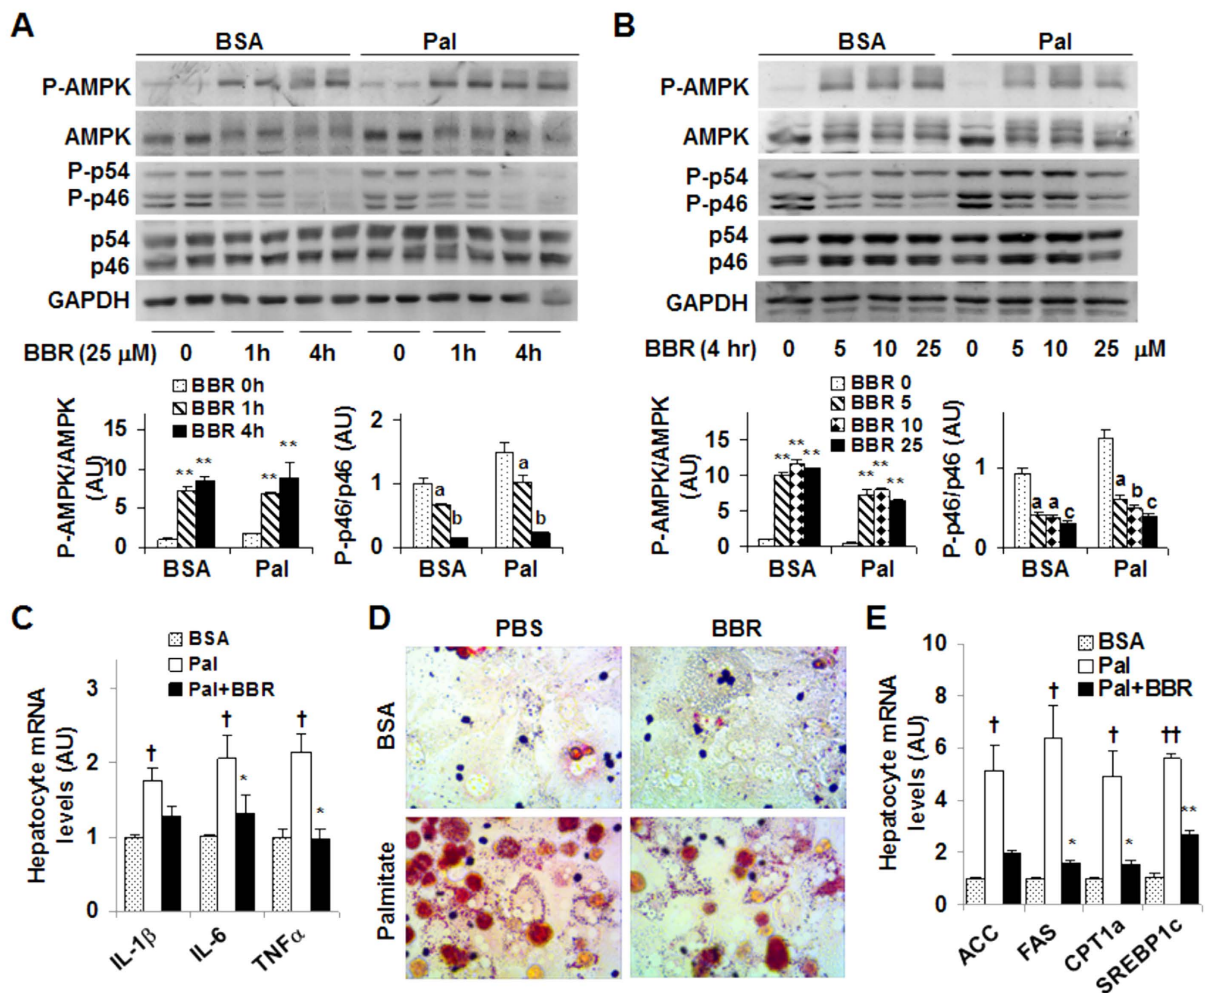 A
BSA Pal
P-AMPK
AMPK
P-p54
P-p46
p54
p46
GAPDH
BBR (25 μM) 0 1h 4h 0 1h 4h
BBR 0h
BBR 1h
BBR 4h
P-AMPK/AMPK
(AU)
15
10
5
0
** **
** **
BSA Pal
P-p46/p46 (AU)
2
1
0
a
b
a
b
BSA Pal
B
BSA Pal
P-AMPK
AMPK
P-p54
P-p46
p54
p46
GAPDH
BBR (4 hr) 0 5 10 25 0 5 10 25 μM
BBR 0
BBR 5
BBR 10
BBR 25
P-AMPK/AMPK
(AU)
15
10
5
0
** ** **
** ** **
BSA Pal
P-p46/p46 (AU)
1
0
a a c
a b c
BSA Pal
C
BSA
Pal
Pal+BBR
Hepatocyte mRNA
levels (AU)
3
2
1
0
† † †
* *
IL-1β IL-6 TNFα
D
PBS BBR
BSA
Palmitate
E
BSA
Pal
Pal+BBR
Hepatocyte mRNA
levels (AU)
10
8
6
4
2
0
† † † ††
* * **
ACC FAS CPT1a SREBP1c